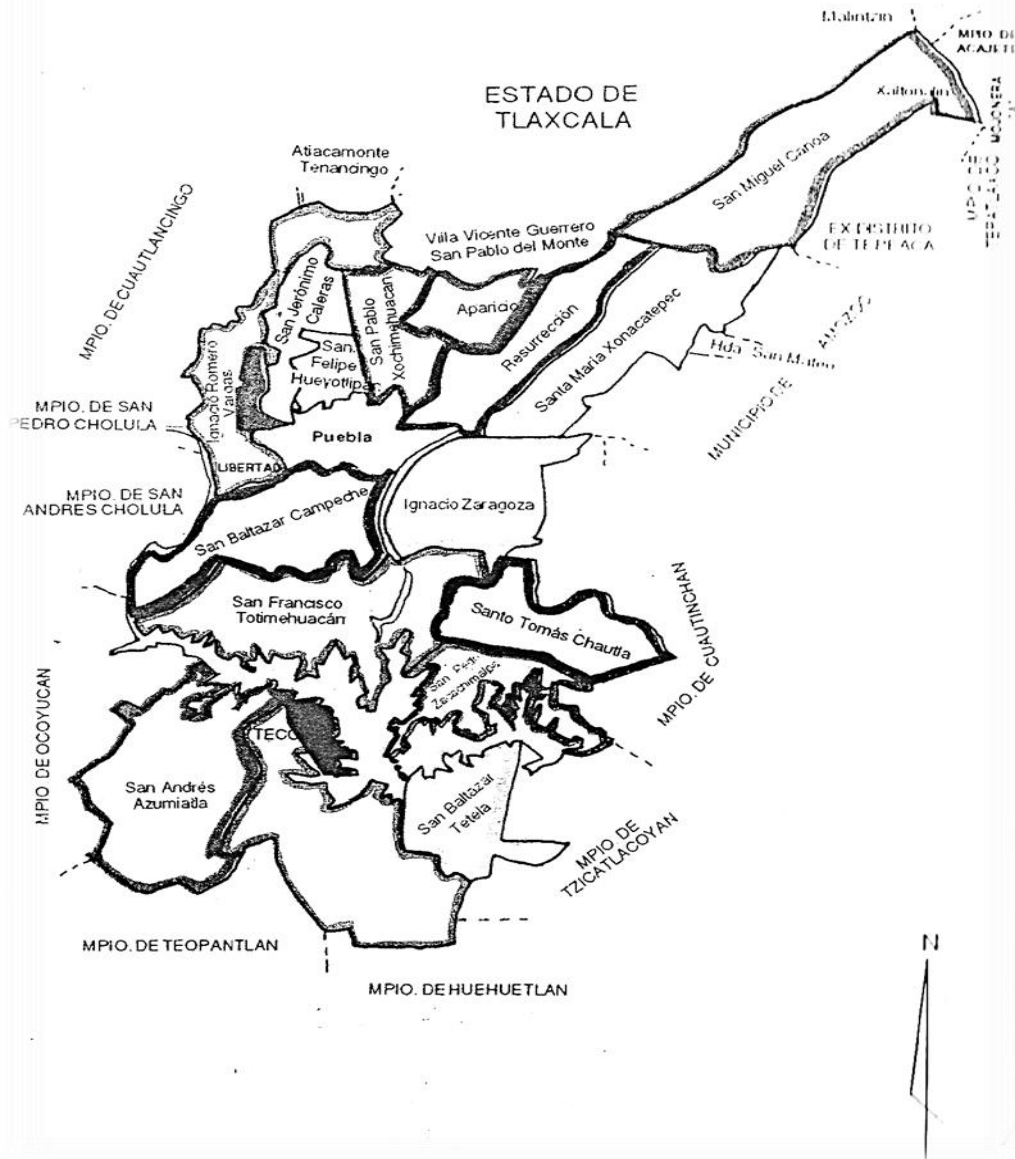 Malintzin
MPIO DE
ACAJETE
ESTADO DE
TLAXCALA
Xaltonalin
MOJONERA
Atiacamonte
Tenancingo
San Miguel Canoa
MPIO. DE CUAUTLANCINGO
Villa Vicente Guerrero
San Pablo del Monte
EX DISTRITO
DE TEPEACA
San Jerónimo
Caleras
San Pablo
Xochimehuacan
Aparicio
Resurrección
Santa María Xonacatepec
San
Felipe
Hueyotlipan
Hda. San Mateo
Ignacio Romero
Vargas
MUNICIPIO DE
MPIO. DE SAN
PEDRO CHOLULA
Puebla
LIBERTAD
MPIO. DE SAN
ANDRES CHOLULA
San Baltazar Campeche
Ignacio Zaragoza
San Francisco
Totimehuacán
Santo Tomás Chautla
MPIO. DE CUAUTINCHAN
San Pedro
MPIO DE OCOYUCAN
TECO
San Andrés
Azumiatla
San Baltazar
Tetela
MPIO DE
TZICATLACOYAN
MPIO. DE TEOPANTLAN
MPIO. DE HUEHUETLAN
N